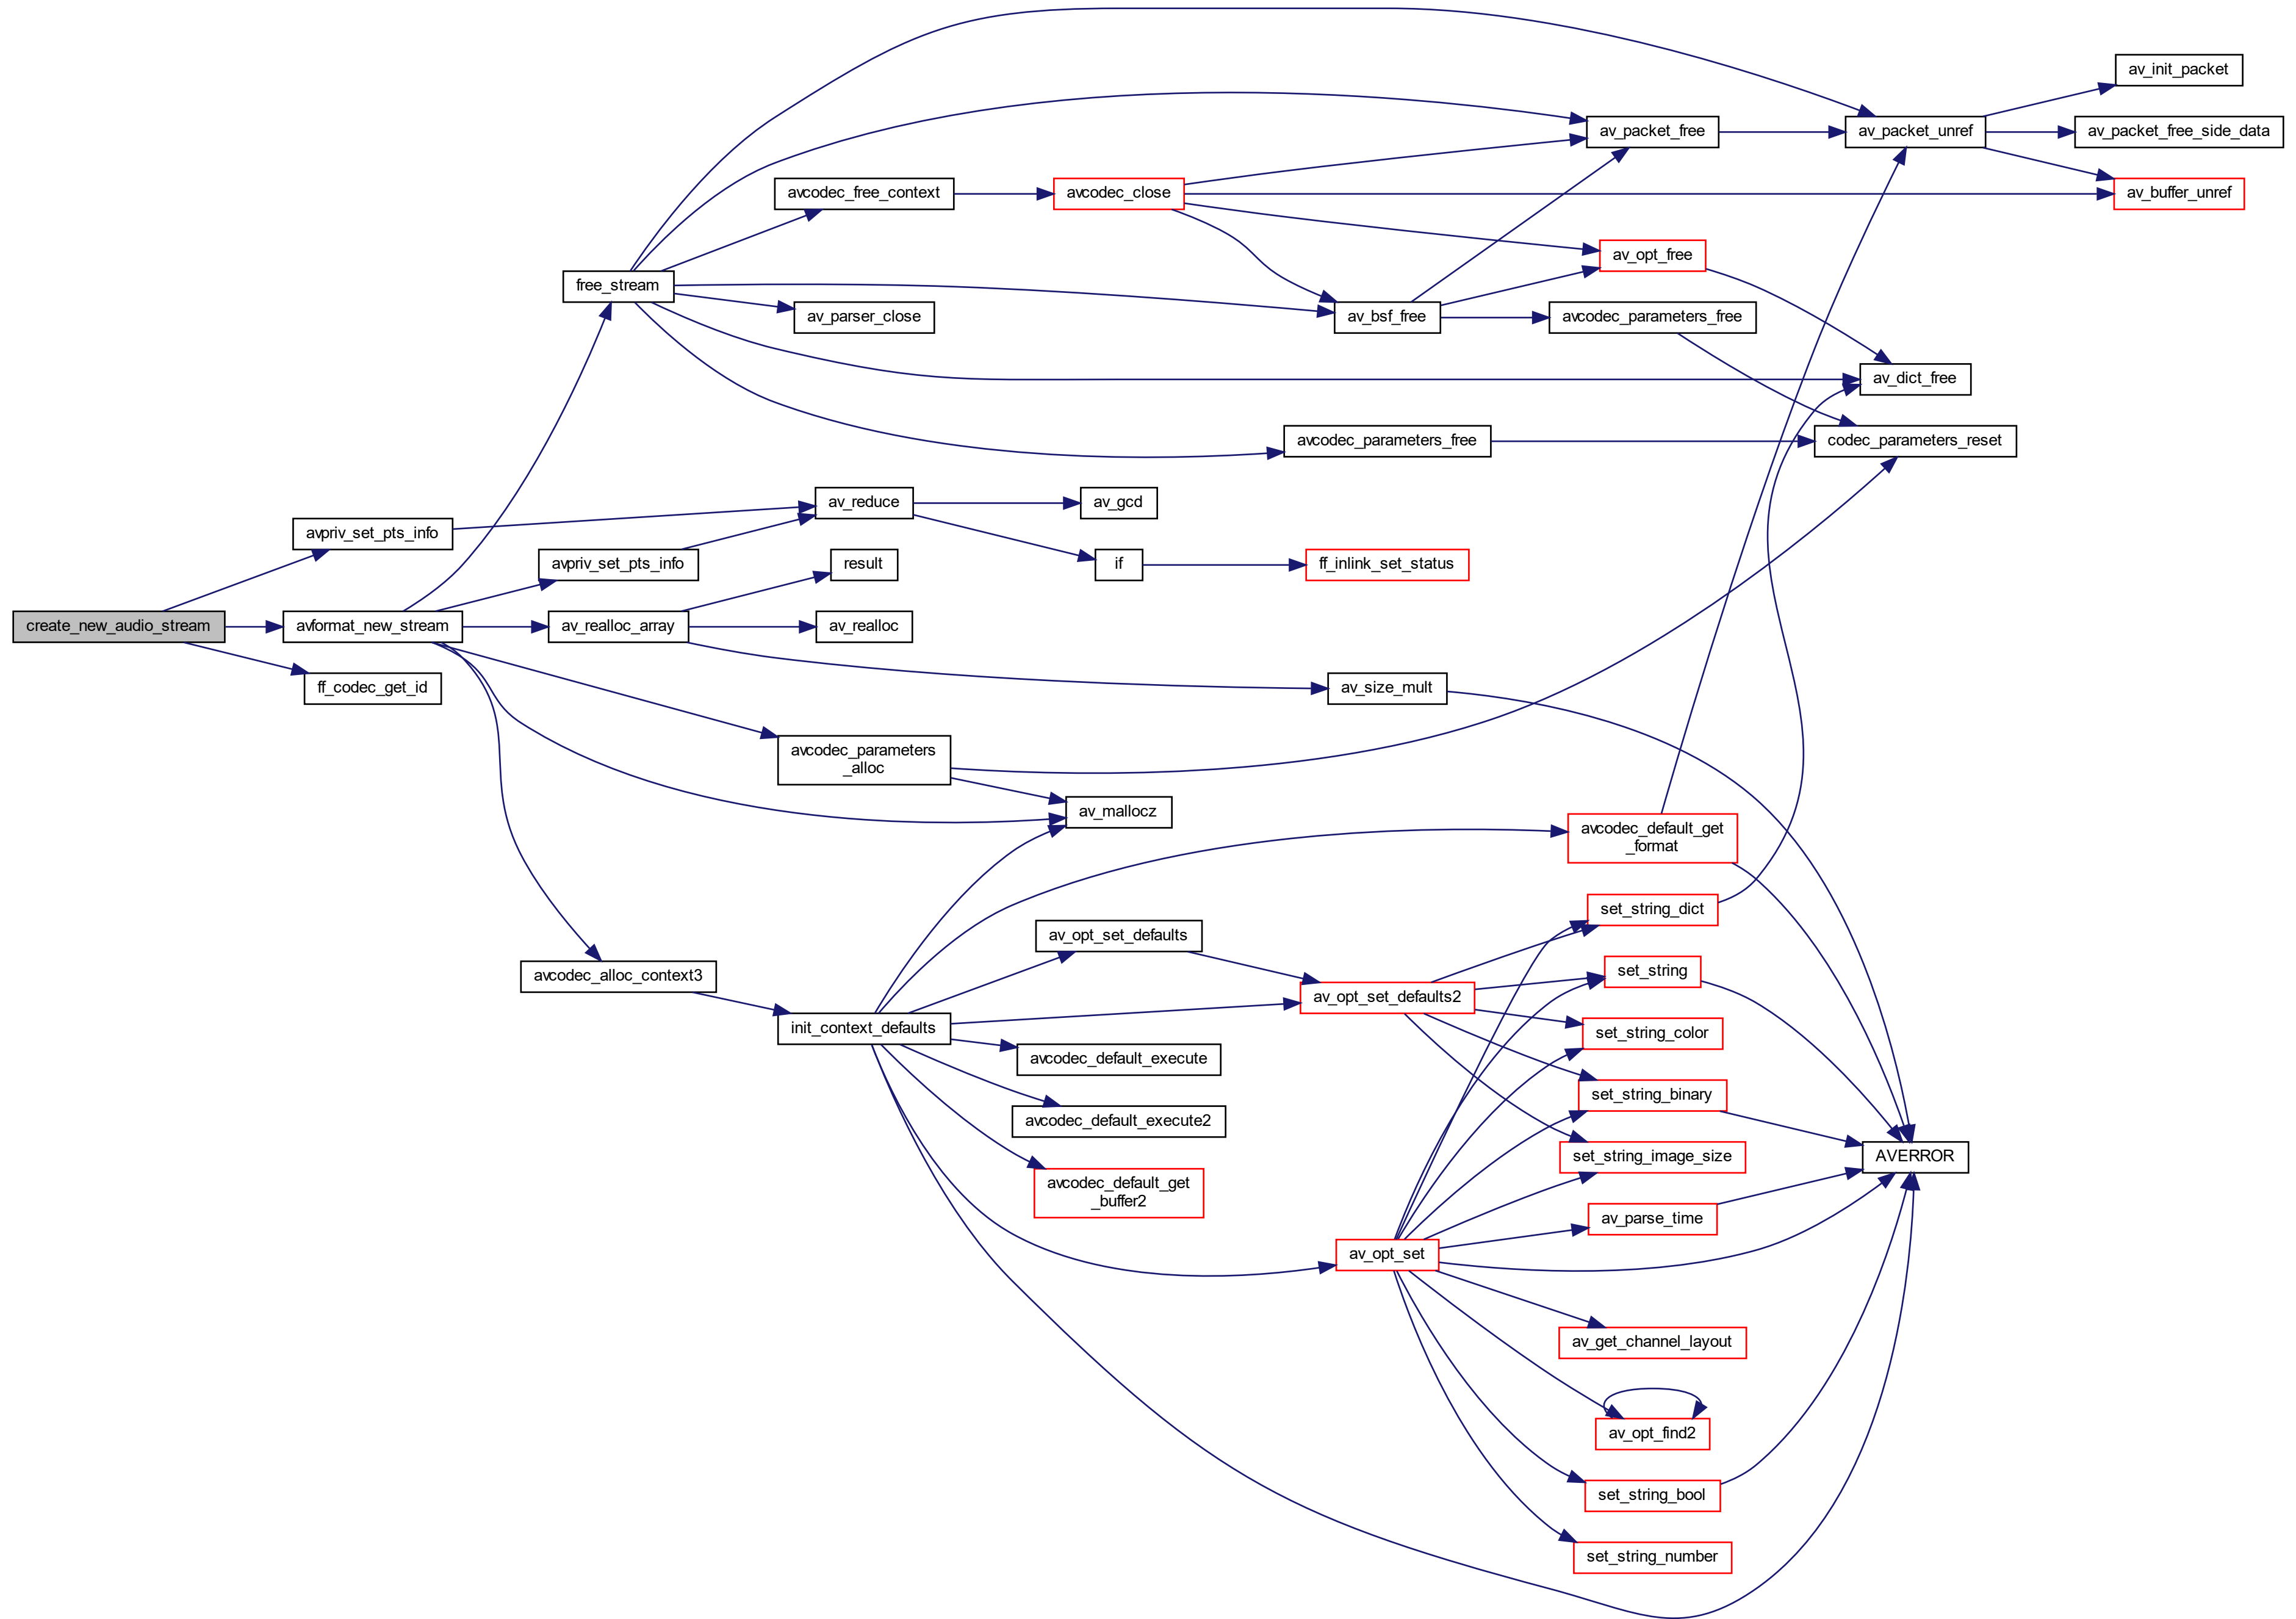 av_init_packet
av_packet_free
av_packet_unref
av_packet_free_side_data
avcodec_free_context
avcodec_close
av_buffer_unref
av_opt_free
free_stream
av_parser_close
av_bsf_free
avcodec_parameters_free
av_dict_free
avcodec_parameters_free
codec_parameters_reset
av_reduce
av_gcd
avpriv_set_pts_info
avpriv_set_pts_info
result
if
ff_inlink_set_status
create_new_audio_stream
avformat_new_stream
av_realloc_array
av_realloc
ff_codec_get_id
av_size_mult
avcodec_parameters
_alloc
av_mallocz
avcodec_default_get
_format
set_string_dict
av_opt_set_defaults
avcodec_alloc_context3
set_string
av_opt_set_defaults2
init_context_defaults
set_string_color
avcodec_default_execute
set_string_binary
avcodec_default_execute2
set_string_image_size
AVERROR
avcodec_default_get
_buffer2
av_parse_time
av_opt_set
av_get_channel_layout
av_opt_find2
set_string_bool
set_string_number